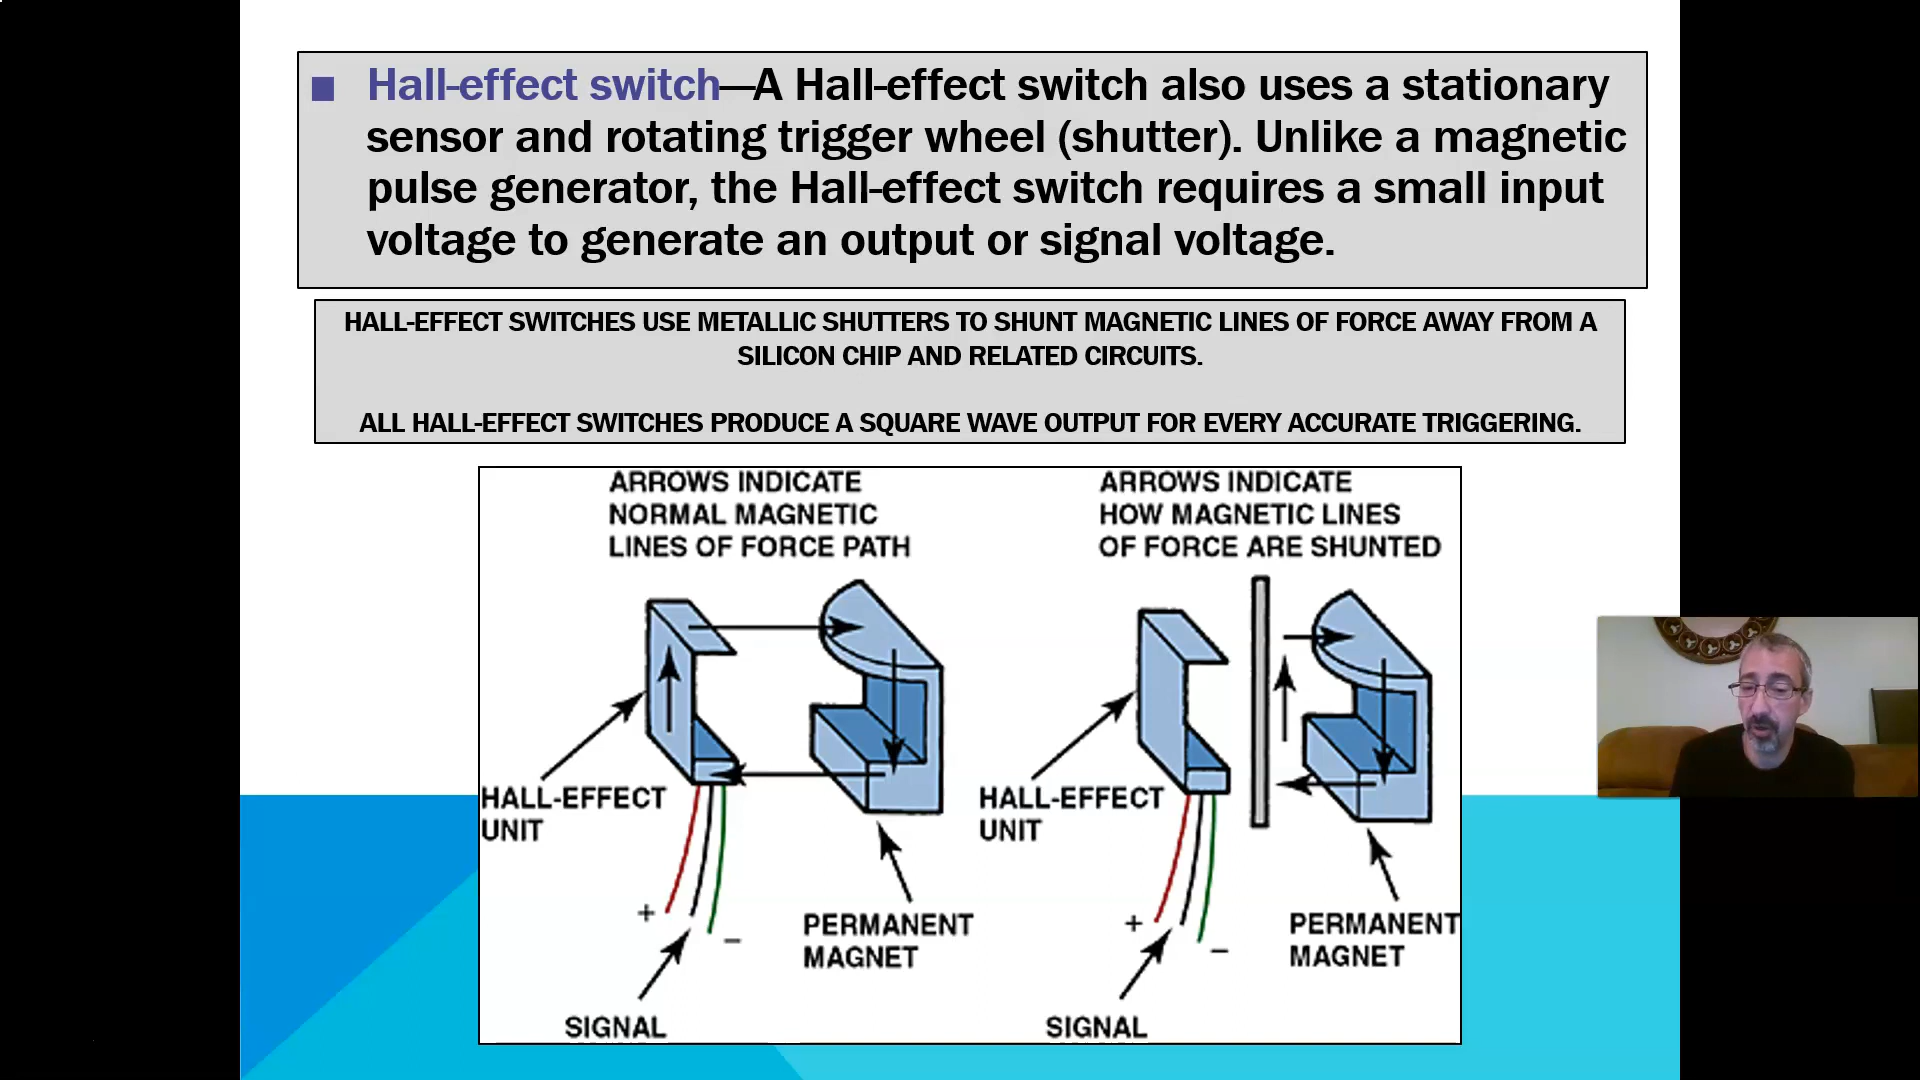 Hall-effect switch—A Hall-effect switch also uses a stationary
sensor and rotating trigger wheel (shutter). Unlike a magnetic
pulse generator, the Hall-effect switch requires a small input
voltage to generate an output or signal voltage.
HALL-EFFECT SWITCHES USE METALLIC SHUTTERS TO SHUNT MAGNETIC LINES OF FORCE AWAY FROM A
SILICON CHIP AND RELATED CIRCUITS.
ALL HALL-EFFECT SWITCHES PRODUCE A SQUARE WAVE OUTPUT FOR EVERY ACCURATE TRIGGERING.
ARROWS INDICATE
NORMAL MAGNETIC
LINES OF FORCE PATH
HALL-EFFECT
UNIT
+
–
PERMANENT
MAGNET
SIGNAL
ARROWS INDICATE
HOW MAGNETIC LINES
OF FORCE ARE SHUNTED
HALL-EFFECT
UNIT
+
–
PERMANENT
MAGNET
SIGNAL